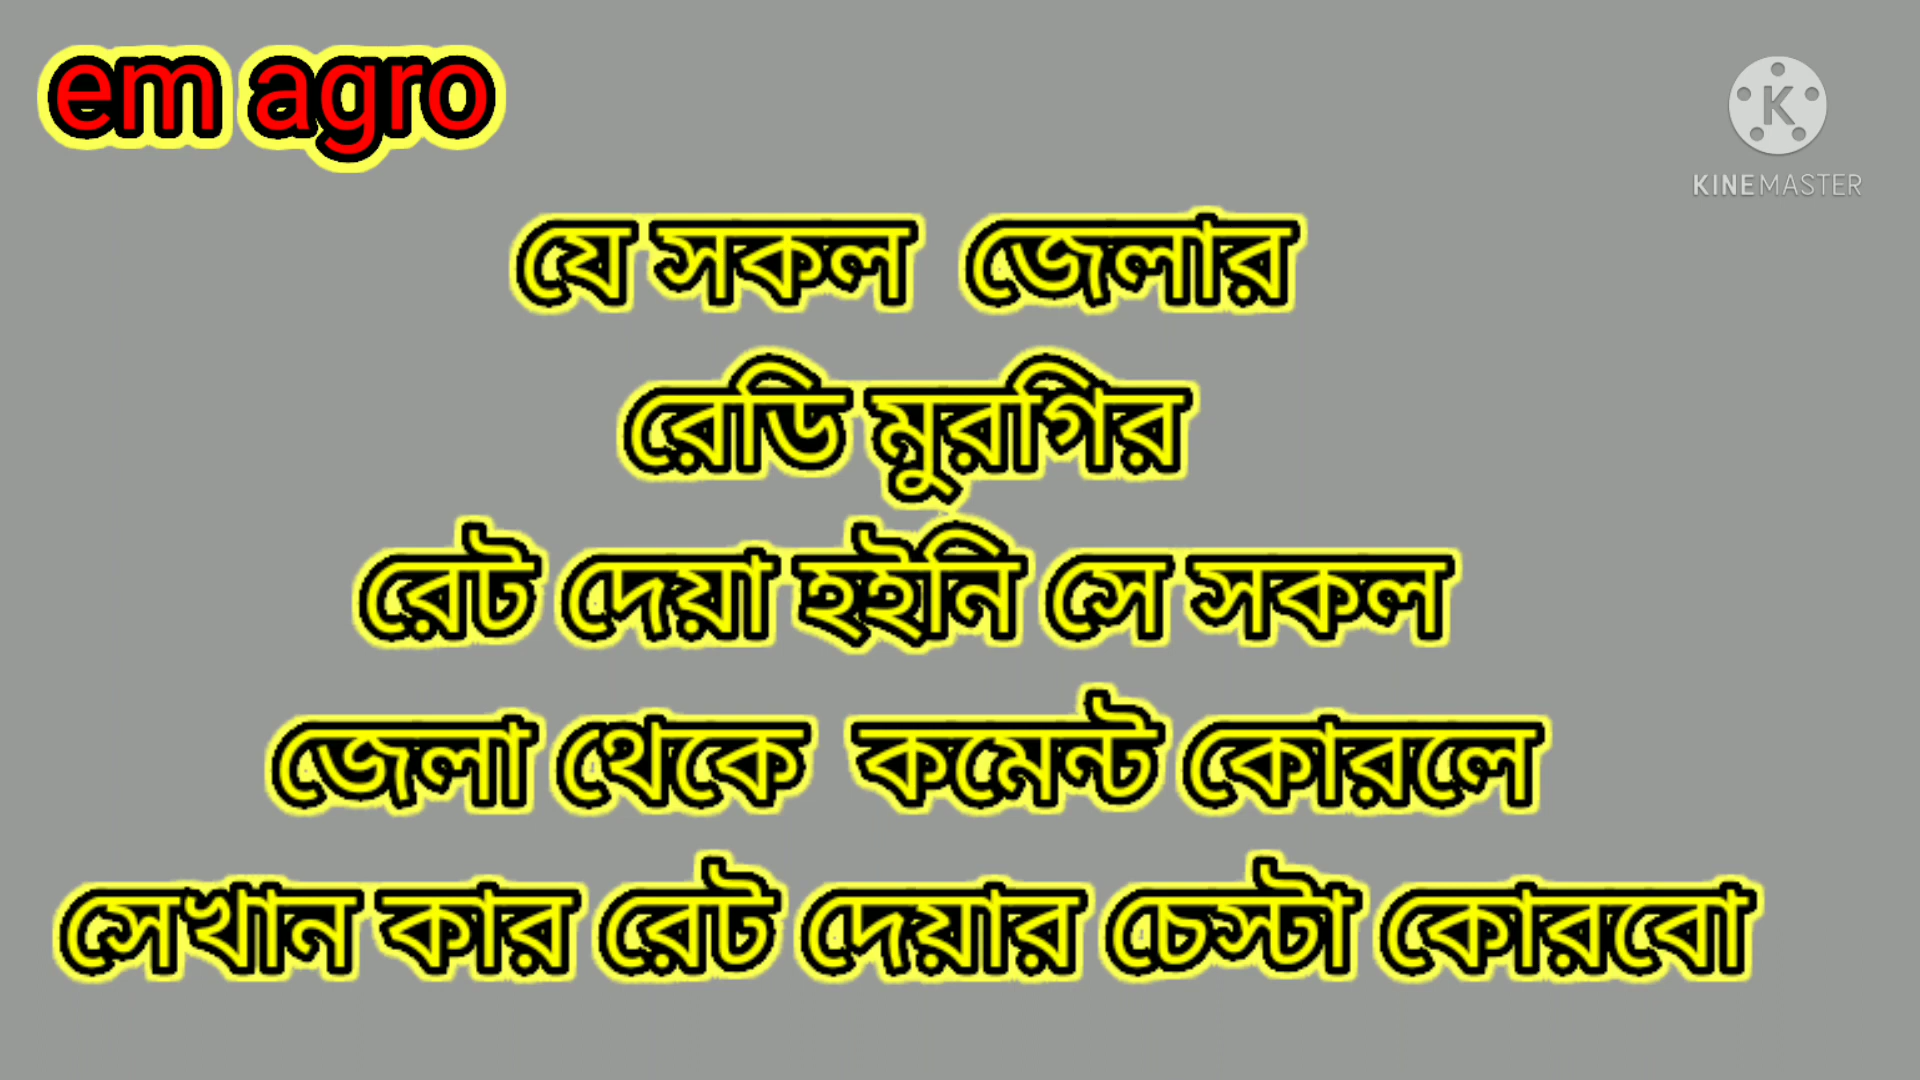 em agro
KINEMASTER
যে সকল জেলার
রেডি মুরগির
রেট দেয়া হইনি সে সকল
জেলা থেকে কমেন্ট কোরলে
সেখান কার রেট দেয়ার চেস্টা কোরবো